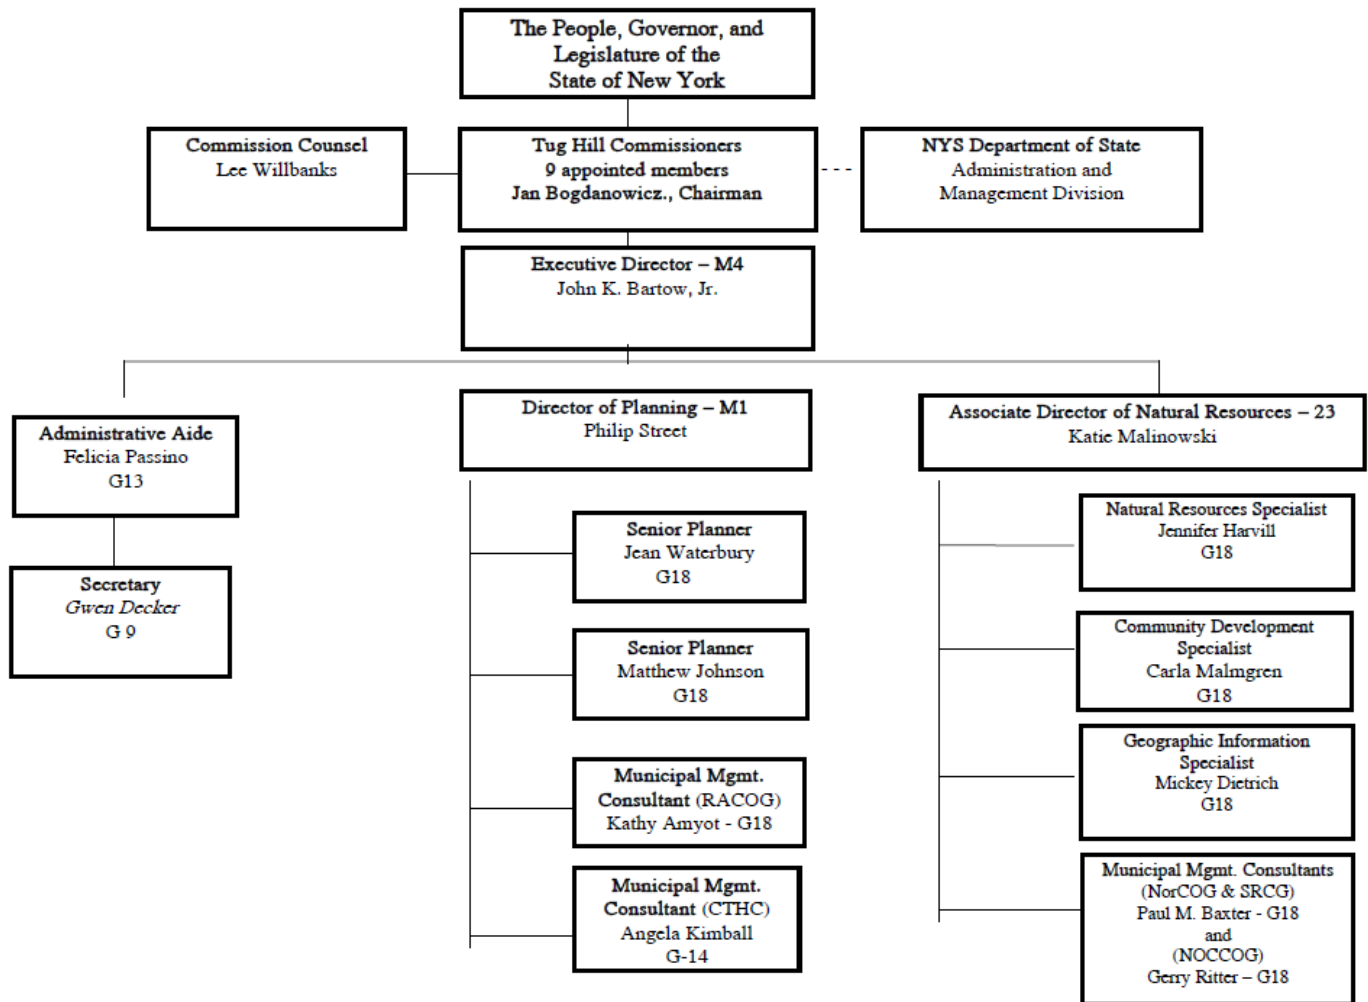 The People, Governor, and
Legislature of the
State of New York
Commission Counsel
Lee Willbanks
Tug Hill Commissioners
9 appointed members
Jan Bogdanowicz., Chairman
NYS Department of State
Administration and
Management Division
Executive Director – M4
John K. Bartow, Jr.
Administrative Aide
Felicia Passino
G13
Secretary
Gwen Decker
G 9
Director of Planning – M1
Philip Street
Senior Planner
Jean Waterbury
G18
Senior Planner
Matthew Johnson
G18
Municipal Mgmt.
Consultant (RACOG)
Kathy Amyot - G18
Municipal Mgmt.
Consultant (CTHC)
Angela Kimball
G-14
Associate Director of Natural Resources – 23
Katie Malinowski
Natural Resources Specialist
Jennifer Harvill
G18
Community Development
Specialist
Carla Malmgren
G18
Geographic Information
Specialist
Mickey Dietrich
G18
Municipal Mgmt. Consultants
(NorCOG & SRCG)
Paul M. Baxter - G18
and
(NOCCOG)
Gerry Ritter – G18